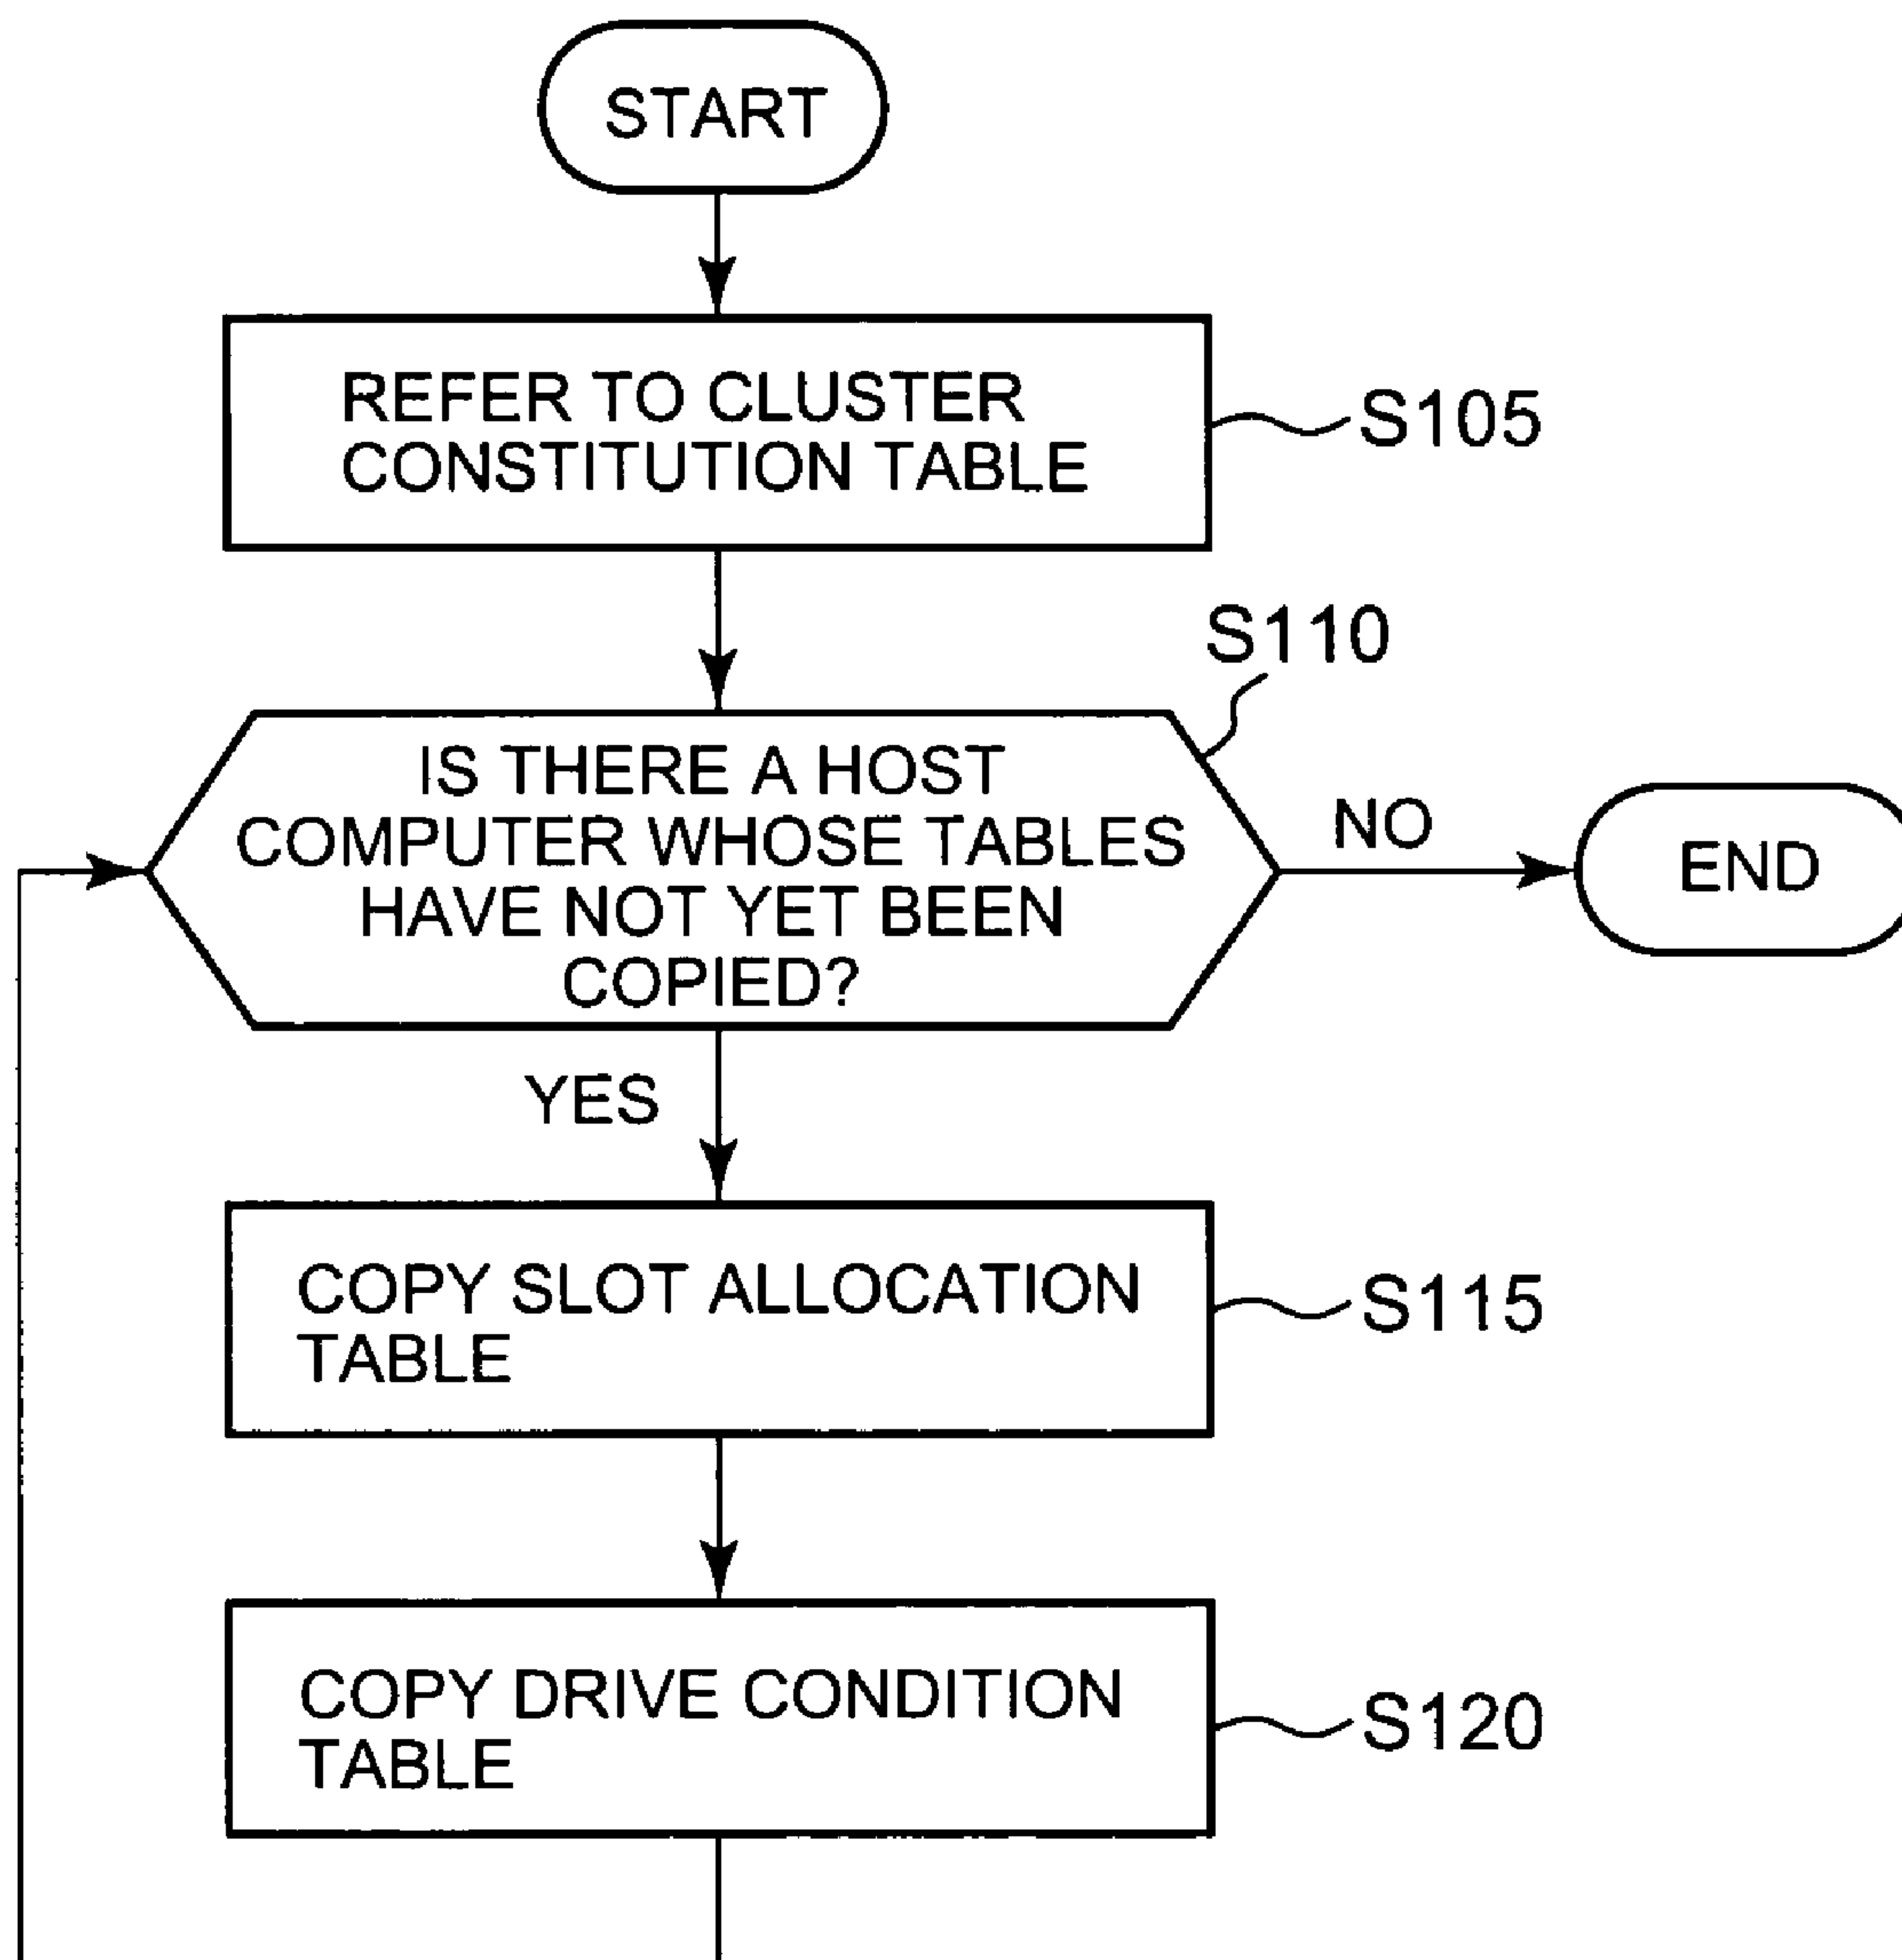 START
REFER TO CLUSTER
CONSTITUTION TABLE
S105
S110
IS THERE A HOST
COMPUTER WHOSE TABLES
HAVE NOT YET BEEN
COPIED?
NO
END
YES
COPY SLOT ALLOCATION
TABLE
S115
COPY DRIVE CONDITION
TABLE
S120